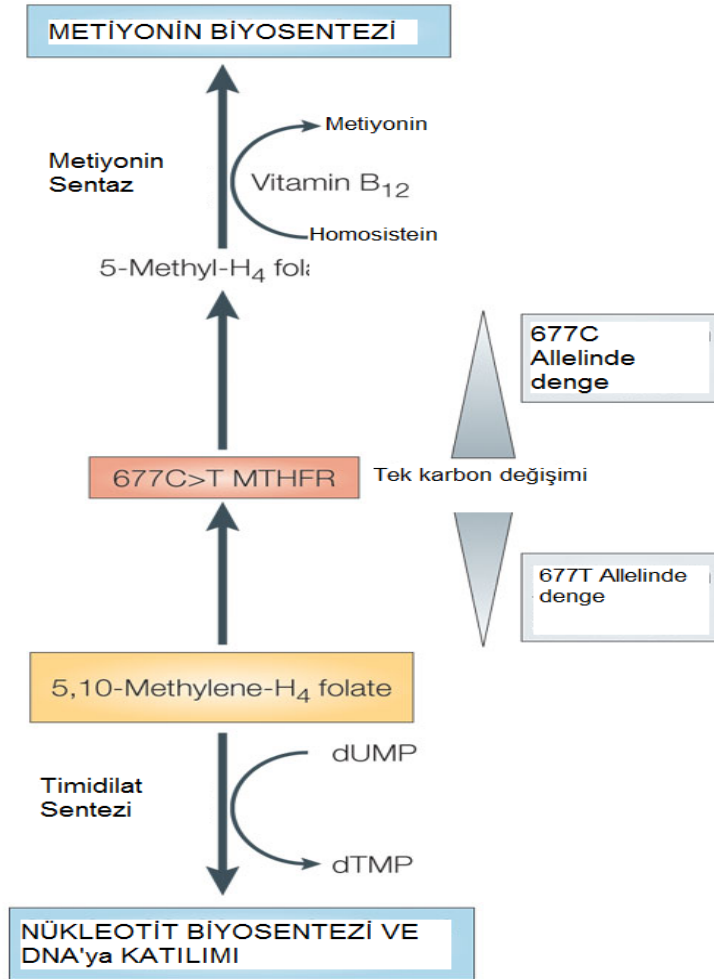 METİYONİN BİYOSENTEZİ
Metiyonin
Metiyonin
Sentaz
Vitamin B₁₂
Homosistein
5-Methyl-H₄ fol
677C
Allelinde
denge
677C>T MTHFR
Tek karbon değişimi
677T Allelinde
denge
5,10-Methylene-H₄ folate
dUMP
Timidilat
Sentezi
dTMP
NÜKLEOTİT BİYOSENTEZİ VE
DNA'ya KATILIMI